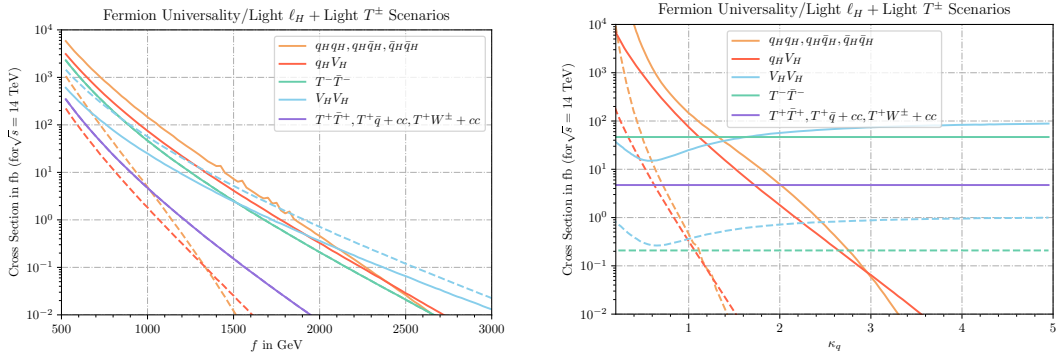 Fermion Universality/Light ℓ_H + Light T^± Scenarios
10^4
10^3
10^2
10^1
10^0
10^{-1}
10^{-2}
Cross Section in fb (for√s = 14 TeV)
q_H q_H, q_H q̄_H, q̄_H q̄_H
q_H V_H
T^- T̄^-
V_H V_H
T^+ T̄^+, T^+ q̄ + cc, T^+ W^± + cc
500 1000 1500 2000 2500 3000
f in GeV
Fermion Universality/Light ℓ_H + Light T^± Scenarios
10^4
10^3
10^2
10^1
10^0
10^{-1}
10^{-2}
Cross Section in fb (for√s = 14 TeV)
q_H q_H, q_H q̄_H, q̄_H q̄_H
q_H V_H
V_H V_H
T^- T̄^-
T^+ T̄^+, T^+ q̄ + cc, T^+ W^± + cc
1 2 3 4 5
κ_q